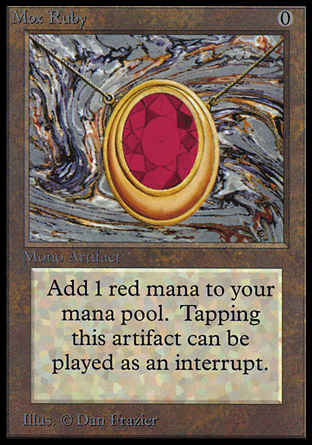 Mox Ruby 0
Mono Artifact
Add 1 red mana to your
mana pool. Tapping
this artifact can be
played as an interrupt.
Illus. © Dan Frazier